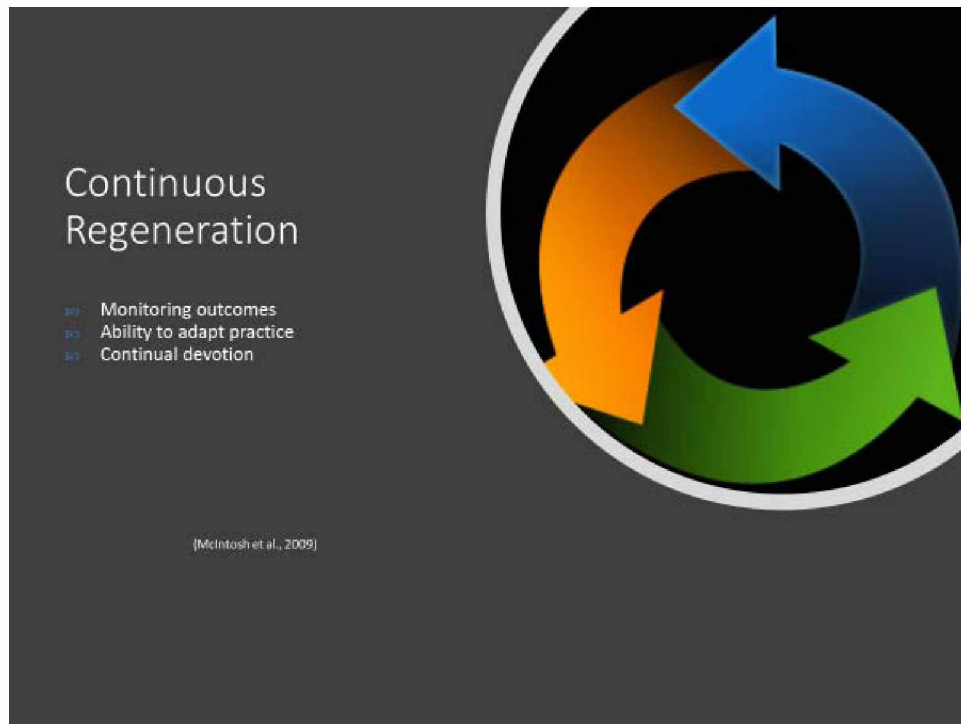 Continuous
Regeneration
Monitoring outcomes
Ability to adapt practice
Continual devotion
(McIntosh et al., 2009)